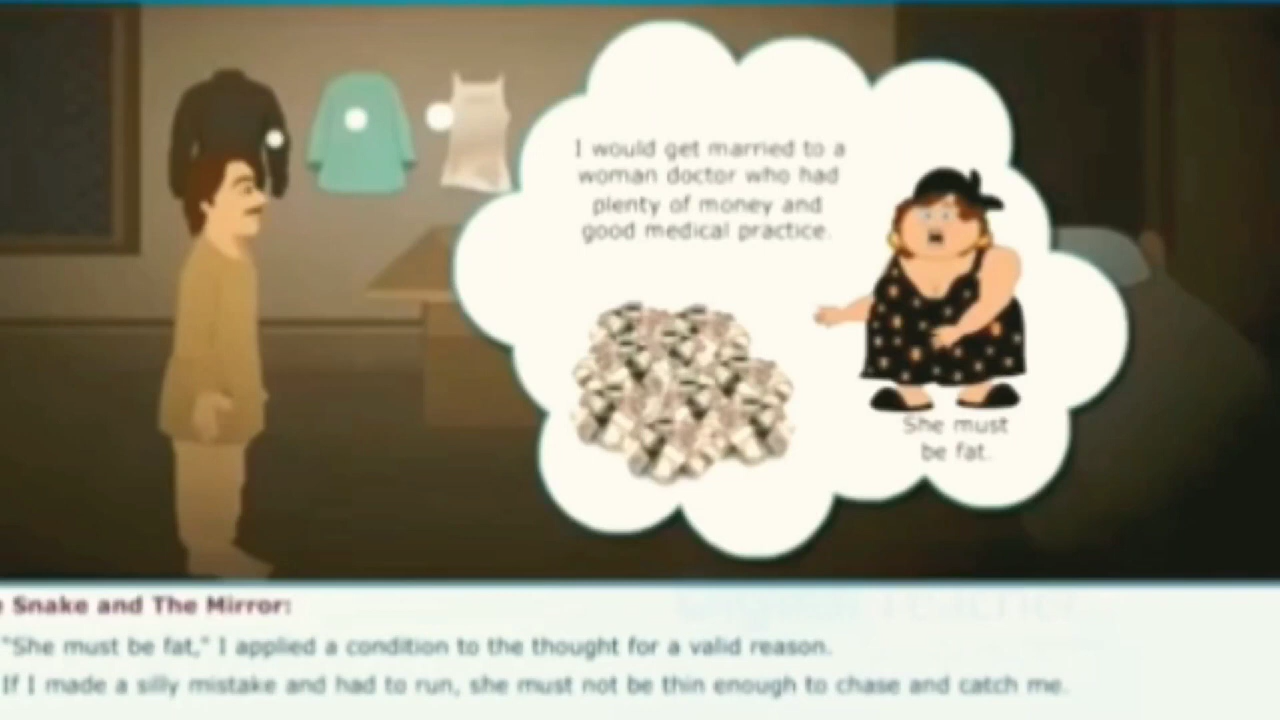 I would get married to a
woman doctor who had
plenty of money and
good medical practice.
She must
be fat.
Snake and The Mirror:
"She must be fat," I applied a condition to the thought for a valid reason.
If I made a silly mistake and had to run, she must not be thin enough to chase and catch me.